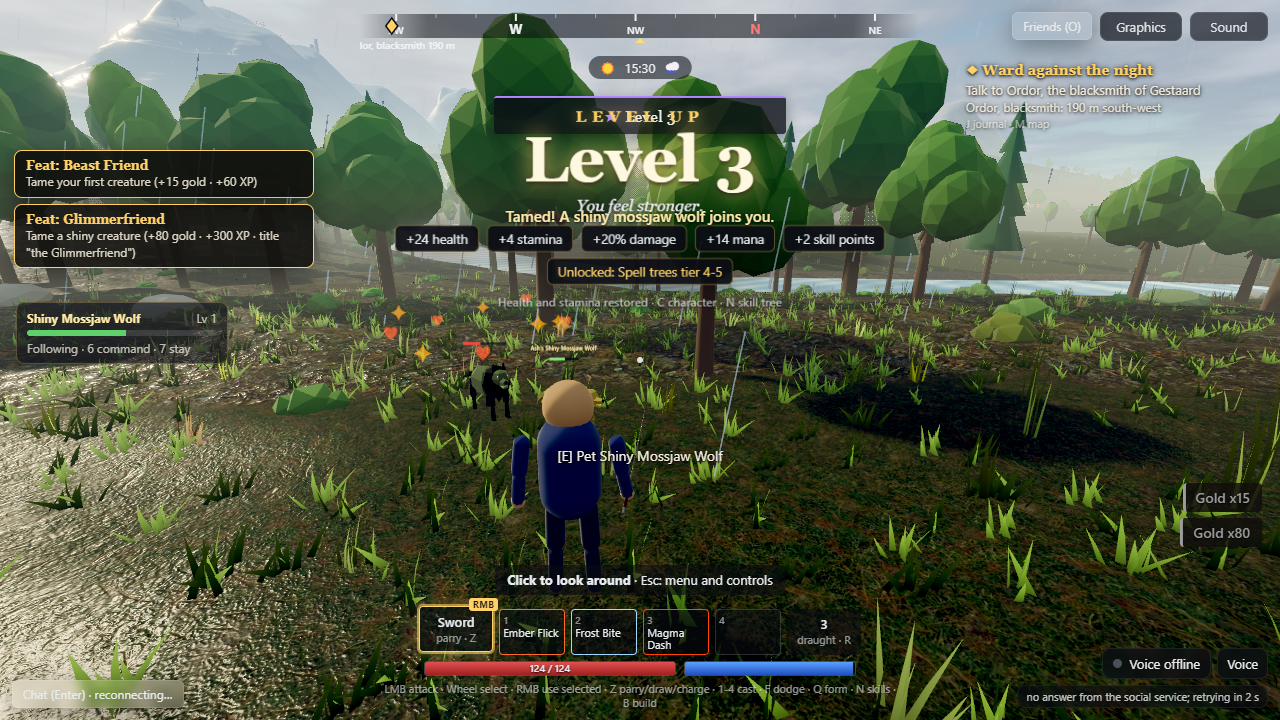 W
W
NW
N
NE
lor, blacksmith 190 m
15:30
Friends (O)
Graphics
Sound
Ward against the night
Talk to Ordor, the blacksmith of Gestaard
Ordor, blacksmith: 190 m south-west
J journal · M map
Feat: Beast Friend
Tame your first creature (+15 gold · +60 XP)
Feat: Glimmerfriend
Tame a shiny creature (+80 gold · +300 XP · title
"the Glimmerfriend")
LEVEL UP
Level 3
Level 3
You feel stronger.
Tamed! A shiny mossjaw wolf joins you.
+24 health
+4 stamina
+20% damage
+14 mana
+2 skill points
Unlocked: Spell trees tier 4-5
Health and stamina restored · C character · N skill tree
Shiny Mossjaw Wolf
Lv 1
Following · 6 command · 7 stay
Shiny Mossjaw Wolf
[E] Pet Shiny Mossjaw Wolf
Gold x15
Gold x80
Click to look around · Esc: menu and controls
RMB
Sword
parry · Z
1
Ember Flick
2
Frost Bite
3
Magma
Dash
4
3
draught · R
124 / 124
LMB attack · Wheel select · RMB use selected · Z parry/draw/charge · 1-4 cast · F dodge · Q form · N skills ·
B build
Chat (Enter) · reconnecting...
Voice offline
Voice
no answer from the social service; retrying in 2 s